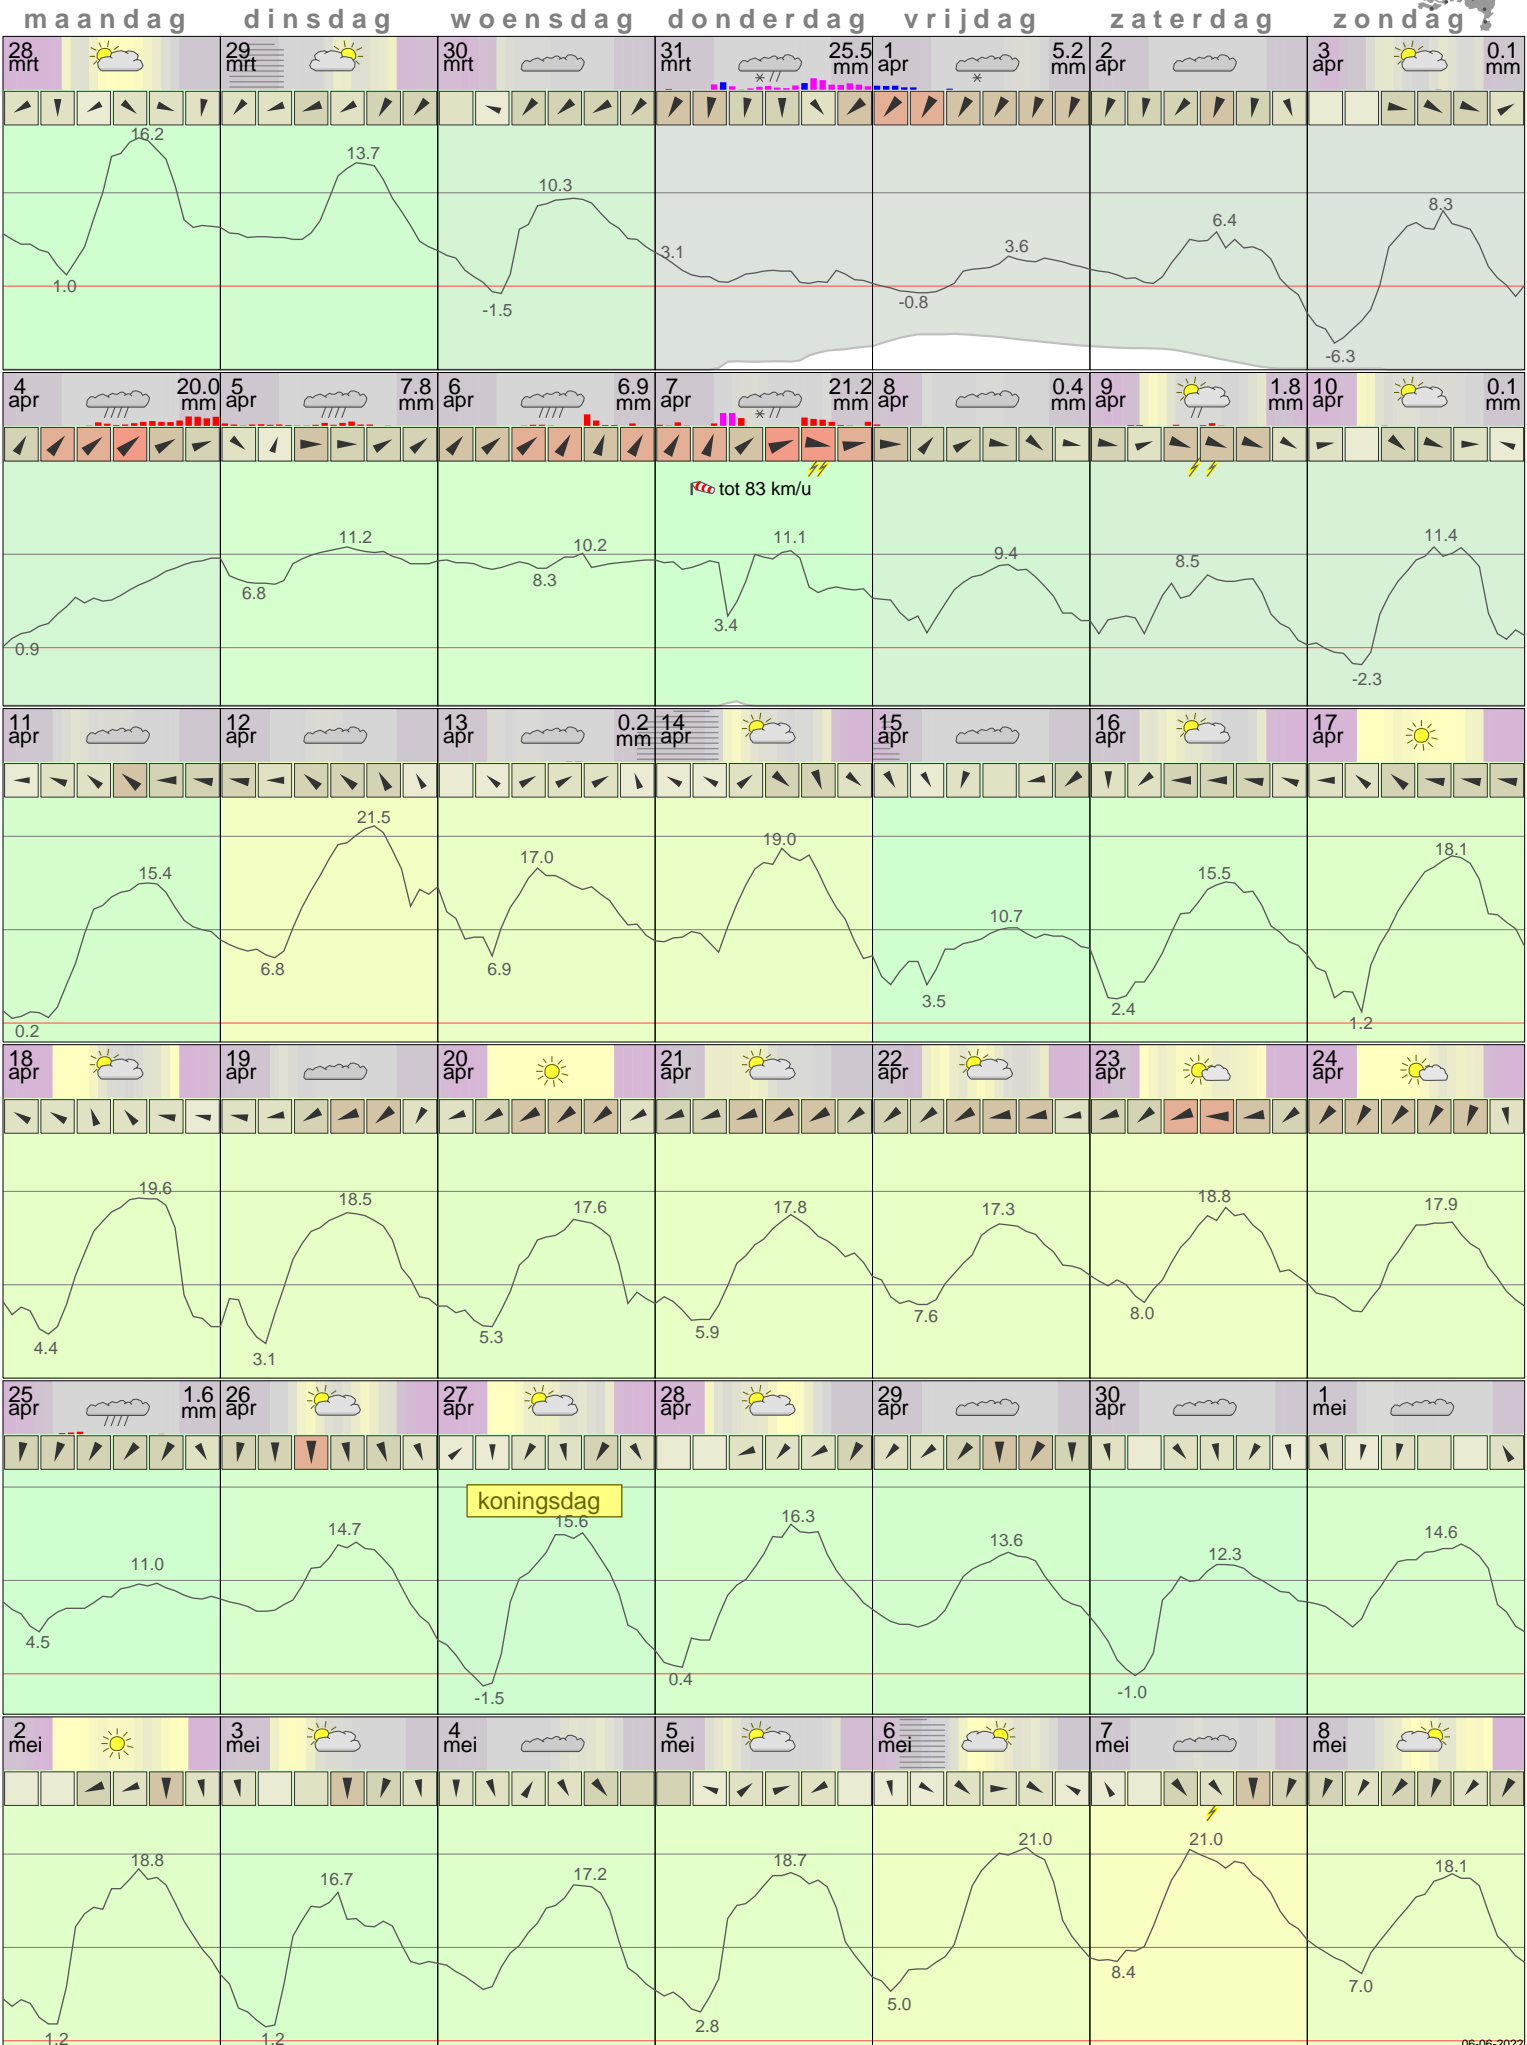 maandag dinsdag woensdag donderdag vrijdag zaterdag zondag
28 29 30 31 25.5 1 5.2 2 3 0.1
mrt mrt mrt mrt mm apr mm apr apr mm
16.2
13.7
10.3
8.3
6.4
3.1 3.6
1.0
-0.8
-1.5
-6.3
4 20.0 5 7.8 6 6.9 7 21.2 8 0.4 9 1.8 10 0.1
apr mm apr mm apr mm apr mm apr mm apr mm apr mm
tot 83 km/u
11.2 10.2 11.1 9.4 8.5 11.4
6.8 8.3
3.4
0.9
-2.3
11 12 13 0.2 14 15 16 17
apr apr apr mm apr apr apr apr
21.5
19.0
17.0 18.1
15.4 15.5
10.7
6.8 6.9
3.5 2.4
0.2 1.2
18 19 20 21 22 23 24
apr apr apr apr apr apr apr
19.6 18.5 17.6 17.8 17.3 18.8 17.9
7.6 8.0
5.3 5.9
4.4 3.1
25 1.6 26 27 28 29 30 1
apr mm apr apr apr apr apr mei
koningsdag
11.0 14.7 15.6 16.3 13.6 12.3 14.6
4.5
0.4
-1.5 -1.0
2 3 4 5 6 7 8
mei mei mei mei mei mei mei
18.8 16.7 17.2 18.7 21.0 21.0 18.1
8.4 7.0
5.0
2.8
1.2 1.2
06-06-2022